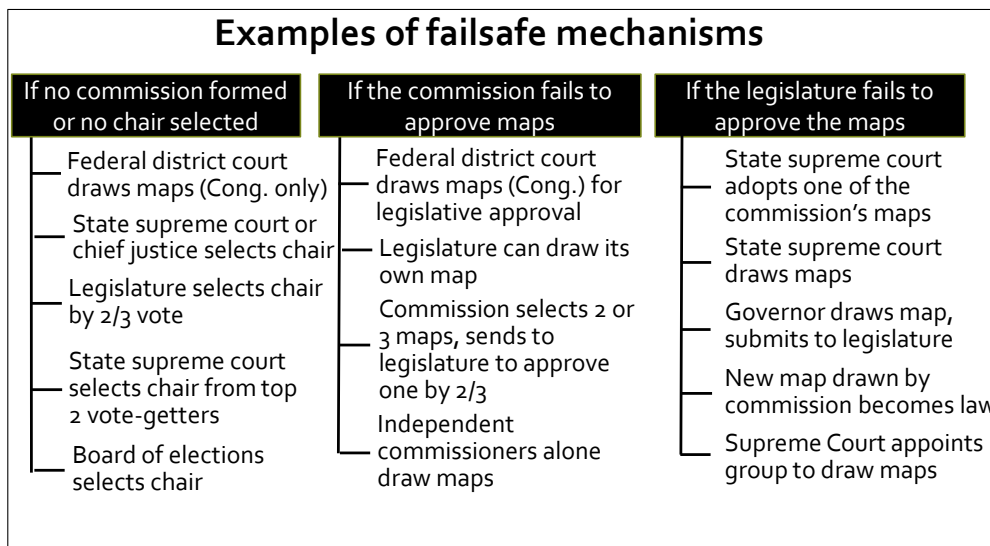 Examples of failsafe mechanisms
If no commission formed
or no chair selected
Federal district court
draws maps (Cong. only)
State supreme court or
chief justice selects chair
Legislature selects chair
by 2/3 vote
State supreme court
selects chair from top
2 vote-getters
Board of elections
selects chair
If the commission fails to
approve maps
Federal district court
draws maps (Cong.) for
legislative approval
Legislature can draw its
own map
Commission selects 2 or
3 maps, sends to
legislature to approve
one by 2/3
Independent
commissioners alone
draw maps
If the legislature fails to
approve the maps
State supreme court
adopts one of the
commission's maps
State supreme court
draws maps
Governor draws map,
submits to legislature
New map drawn by
commission becomes law
Supreme Court appoints
group to draw maps